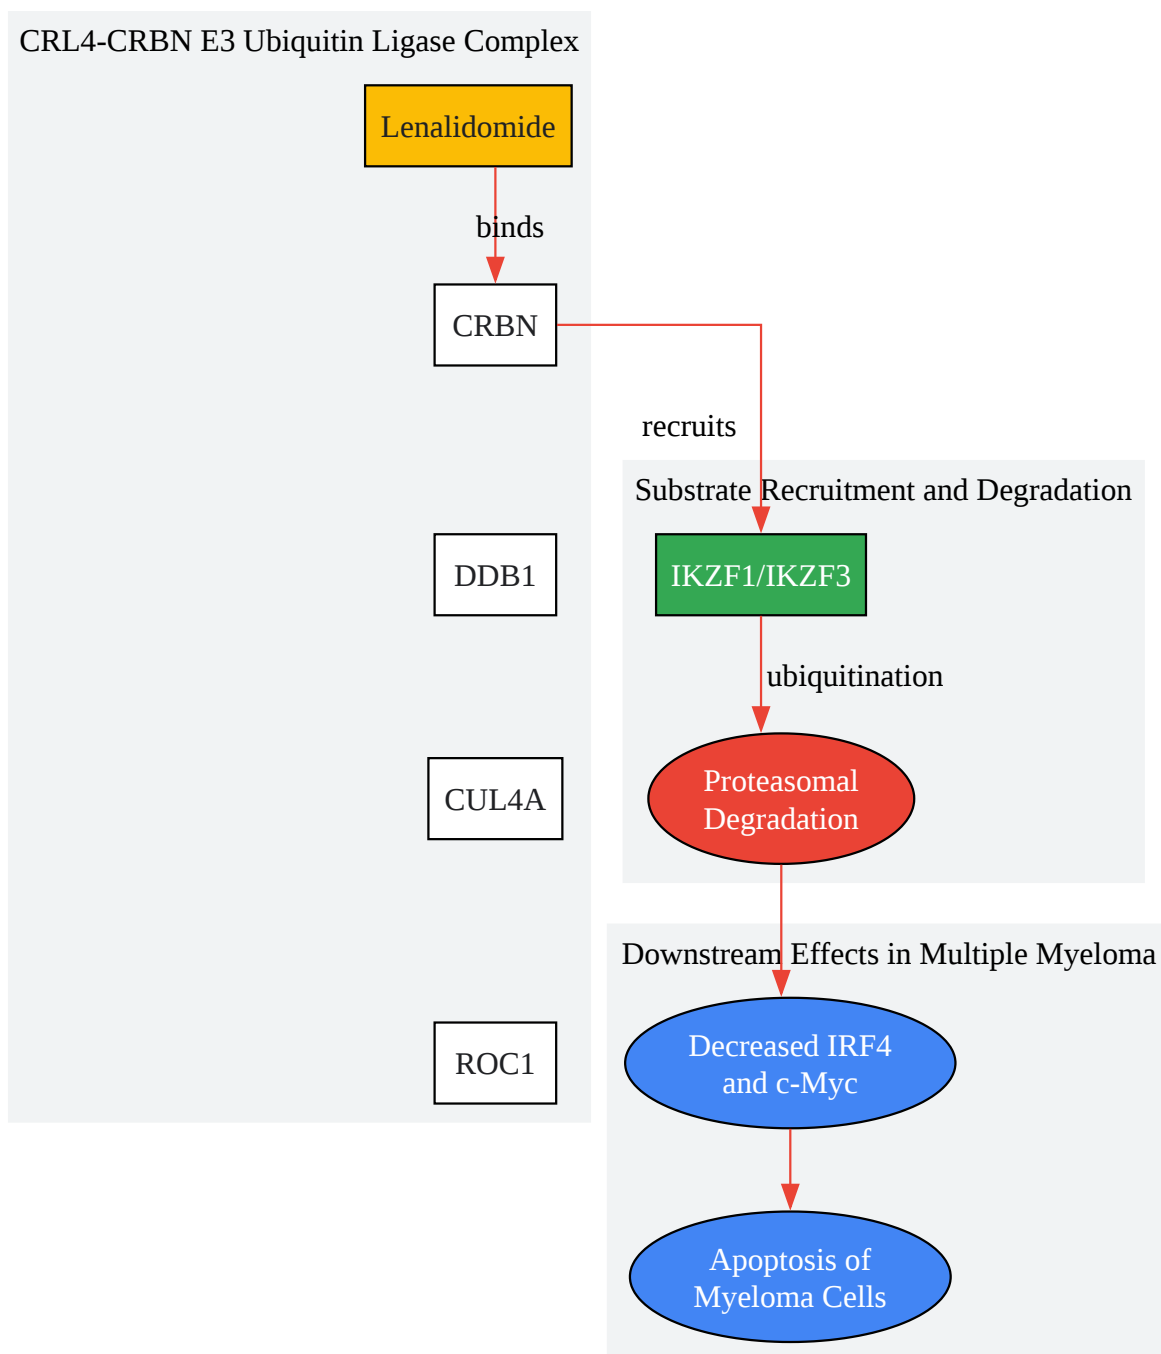 CRL4-CRBN E3 Ubiquitin Ligase Complex
Lenalidomide
binds
CRBN
recruits
Substrate Recruitment and Degradation
DDB1
IKZF1/IKZF3
ubiquitination
CUL4A
Proteasomal
Degradation
Downstream Effects in Multiple Myeloma
ROC1
Decreased IRF4
and c-Myc
Apoptosis of
Myeloma Cells